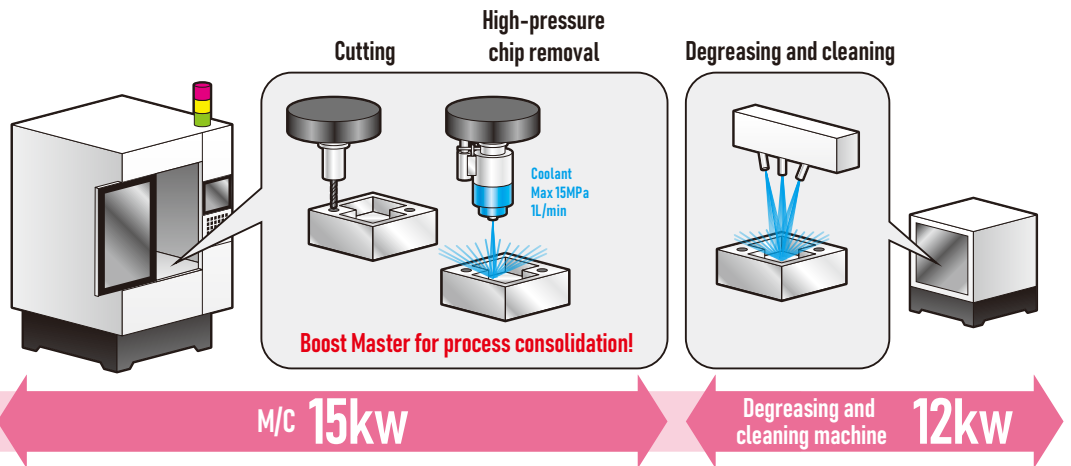 Cutting
High-pressure
chip removal
Degreasing and cleaning
Coolant
Max 15MPa
1L/min
Boost Master for process consolidation!
M/C 15kw
Degreasing and
cleaning machine 12kw